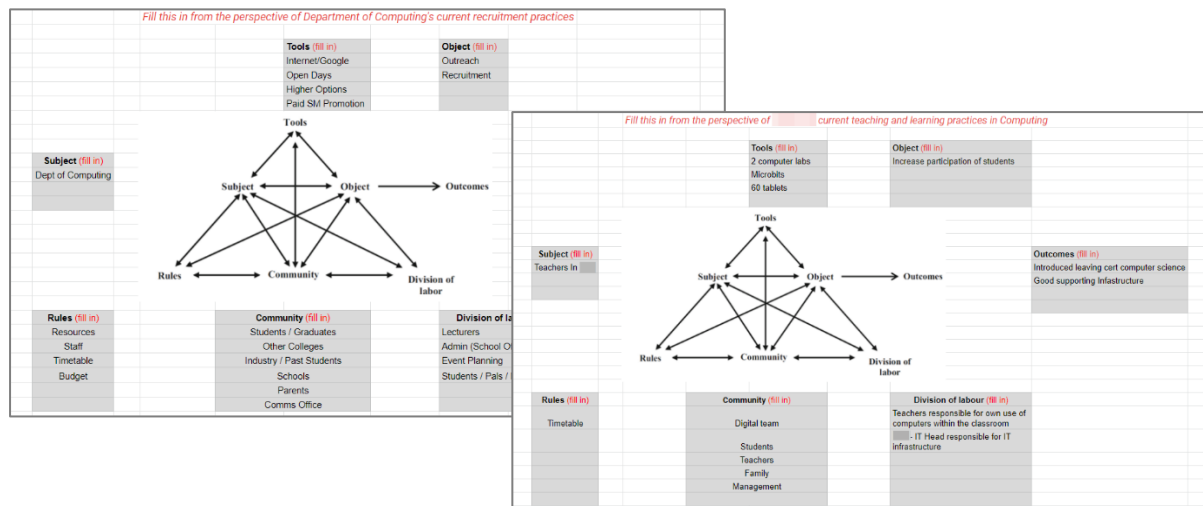 Fill this in from the perspective of Department of Computing's current recruitment practices
Tools (fill in)
Internet/Google
Open Days
Higher Options
Paid SM Promotion
Object (fill in)
Outreach
Recruitment
Subject (fill in)
Dept of Computing
Tools
Subject
Object
Outcomes
Rules
Community
Division of
labor
Rules (fill in)
Resources
Staff
Timetable
Budget
Community (fill in)
Students / Graduates
Other Colleges
Industry / Past Students
Schools
Parents
Comms Office
Division of
Lecturers
Admin (School
Event Planning
Students / Pals /
Fill this in from the perspective of current teaching and learning practices in Computing
Tools (fill in)
2 computer labs
Microbits
60 tablets
Object (fill in)
Increase participation of students
Subject (fill in)
Teachers In
Tools
Subject
Object
Outcomes
Rules
Community
Division of
labor
Outcomes (fill in)
Introduced leaving cert computer science
Good supporting Infastructure
Rules (fill in)
Timetable
Community (fill in)
Digital team
Students
Teachers
Family
Management
Division of labour (fill in)
Teachers responsible for own use of
computers within the classroom
- IT Head responsible for IT
infrastructure